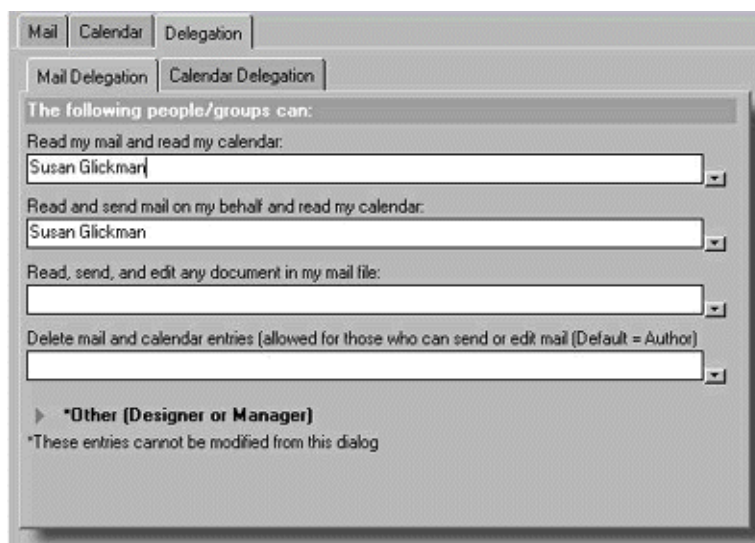 Mail Calendar Delegation
Mail Delegation Calendar Delegation
The following people/groups can:
Read my mail and read my calendar:
Susan Glickman
Read and send mail on my behalf and read my calendar:
Susan Glickman
Read, send, and edit any document in my mail file:
Delete mail and calendar entries (allowed for those who can send or edit mail (Default = Author)
*Other (Designer or Manager)
*These entries cannot be modified from this dialog